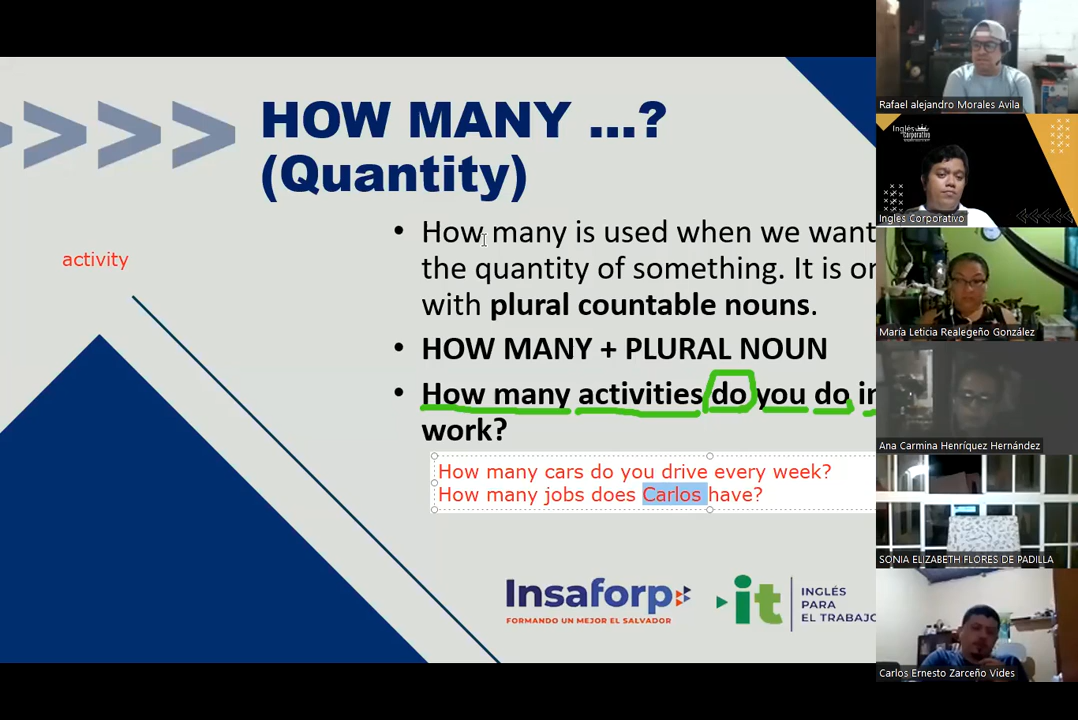 HOW MANY ...?
(Quantity)
activity
• How many is used when we want
the quantity of something. It is
with plural countable nouns.
• HOW MANY + PLURAL NOUN
• How many activities do you do
work?
How many cars do you drive every week?
How many jobs does Carlos have?
Insaforp
FORMANDO UN MEJOR EL SALVADOR
it
INGLÉS
PARA
EL TRABAJO
Rafael alejandro Morales Avila
Inglés
corporativo
Inglés Corporativo
María Leticia Realegeño González
Ana Carmina Henríquez Hernández
SONIA ELIZABETH FLORES DE PADILLA
Carlos Ernesto Zarceño Vides